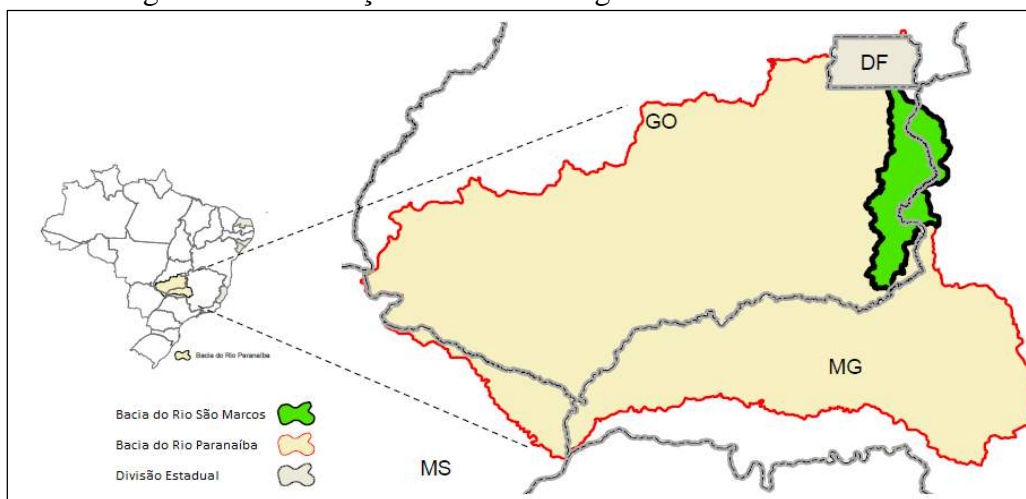 DF
GO
Bacia do Rio Paranaíba
MG
Bacia do Rio São Marcos
Bacia do Rio Paranaíba
Divisão Estadual
MS